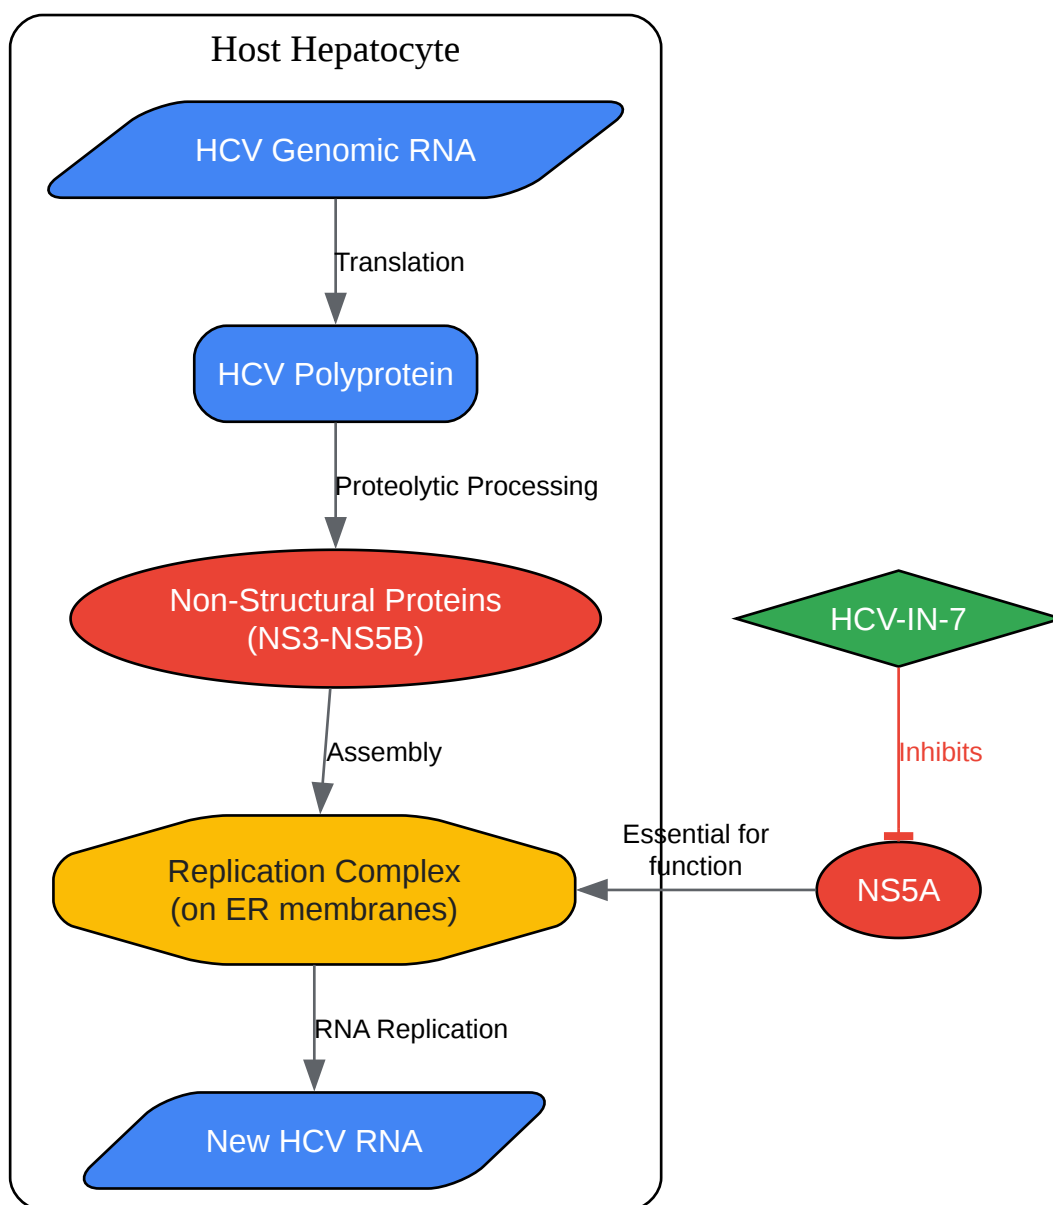 Host Hepatocyte
HCV Genomic RNA
Translation
HCV Polyprotein
Proteolytic Processing
Non-Structural Proteins
(NS3-NS5B)
HCV-IN-7
Assembly
Inhibits
Essential for
function
Replication Complex
(on ER membranes)
NS5A
RNA Replication
New HCV RNA